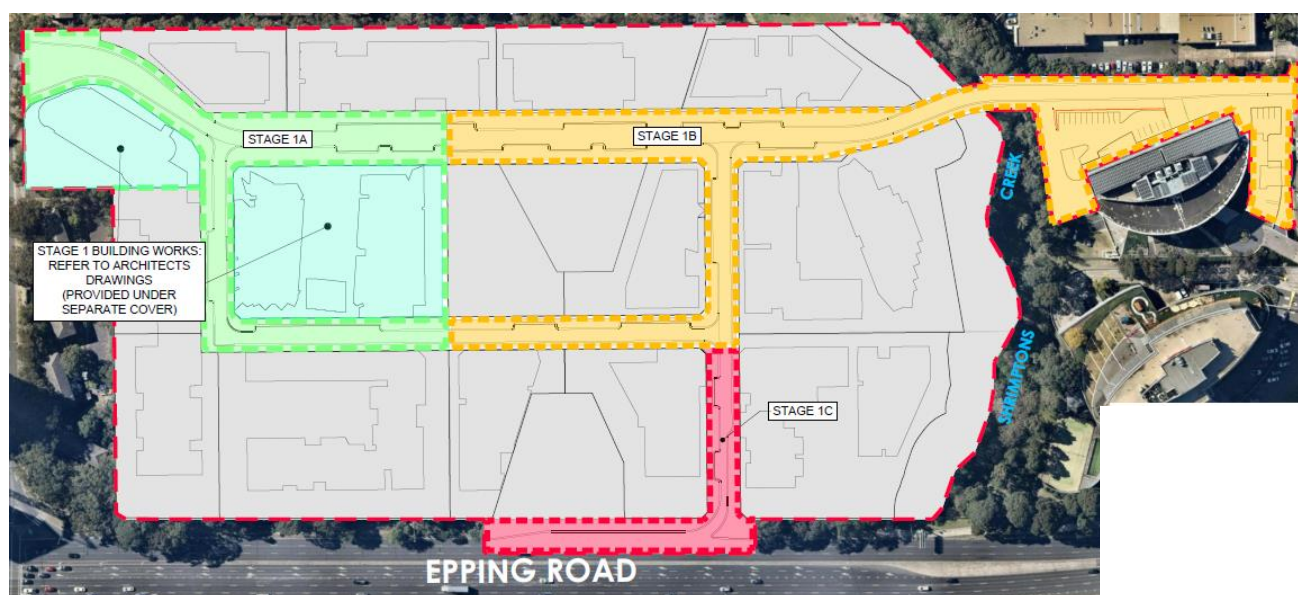 STAGE 1A
STAGE 1B
CREEK
STAGE 1 BUILDING WORKS:
REFER TO ARCHITECTS
DRAWINGS
(PROVIDED UNDER
SEPARATE COVER)
SHRIMPTONS
STAGE 1C
EPPING ROAD